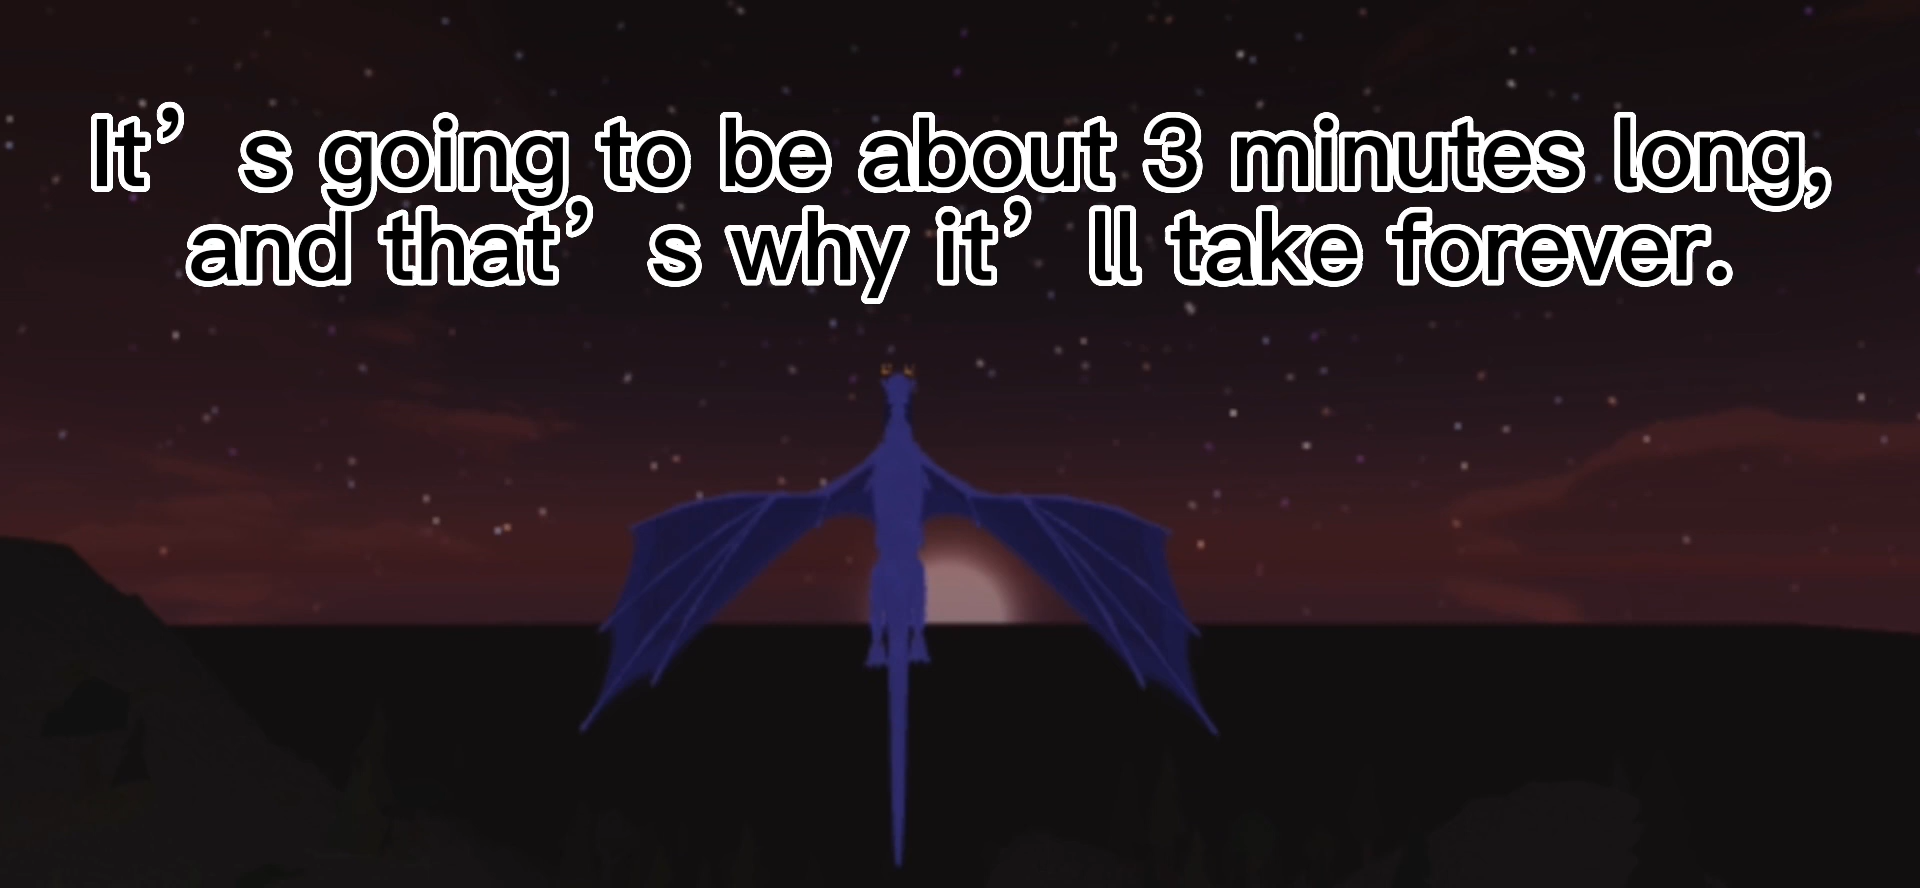 It’s going to be about 3 minutes long,
and that’s why it’ll take forever.